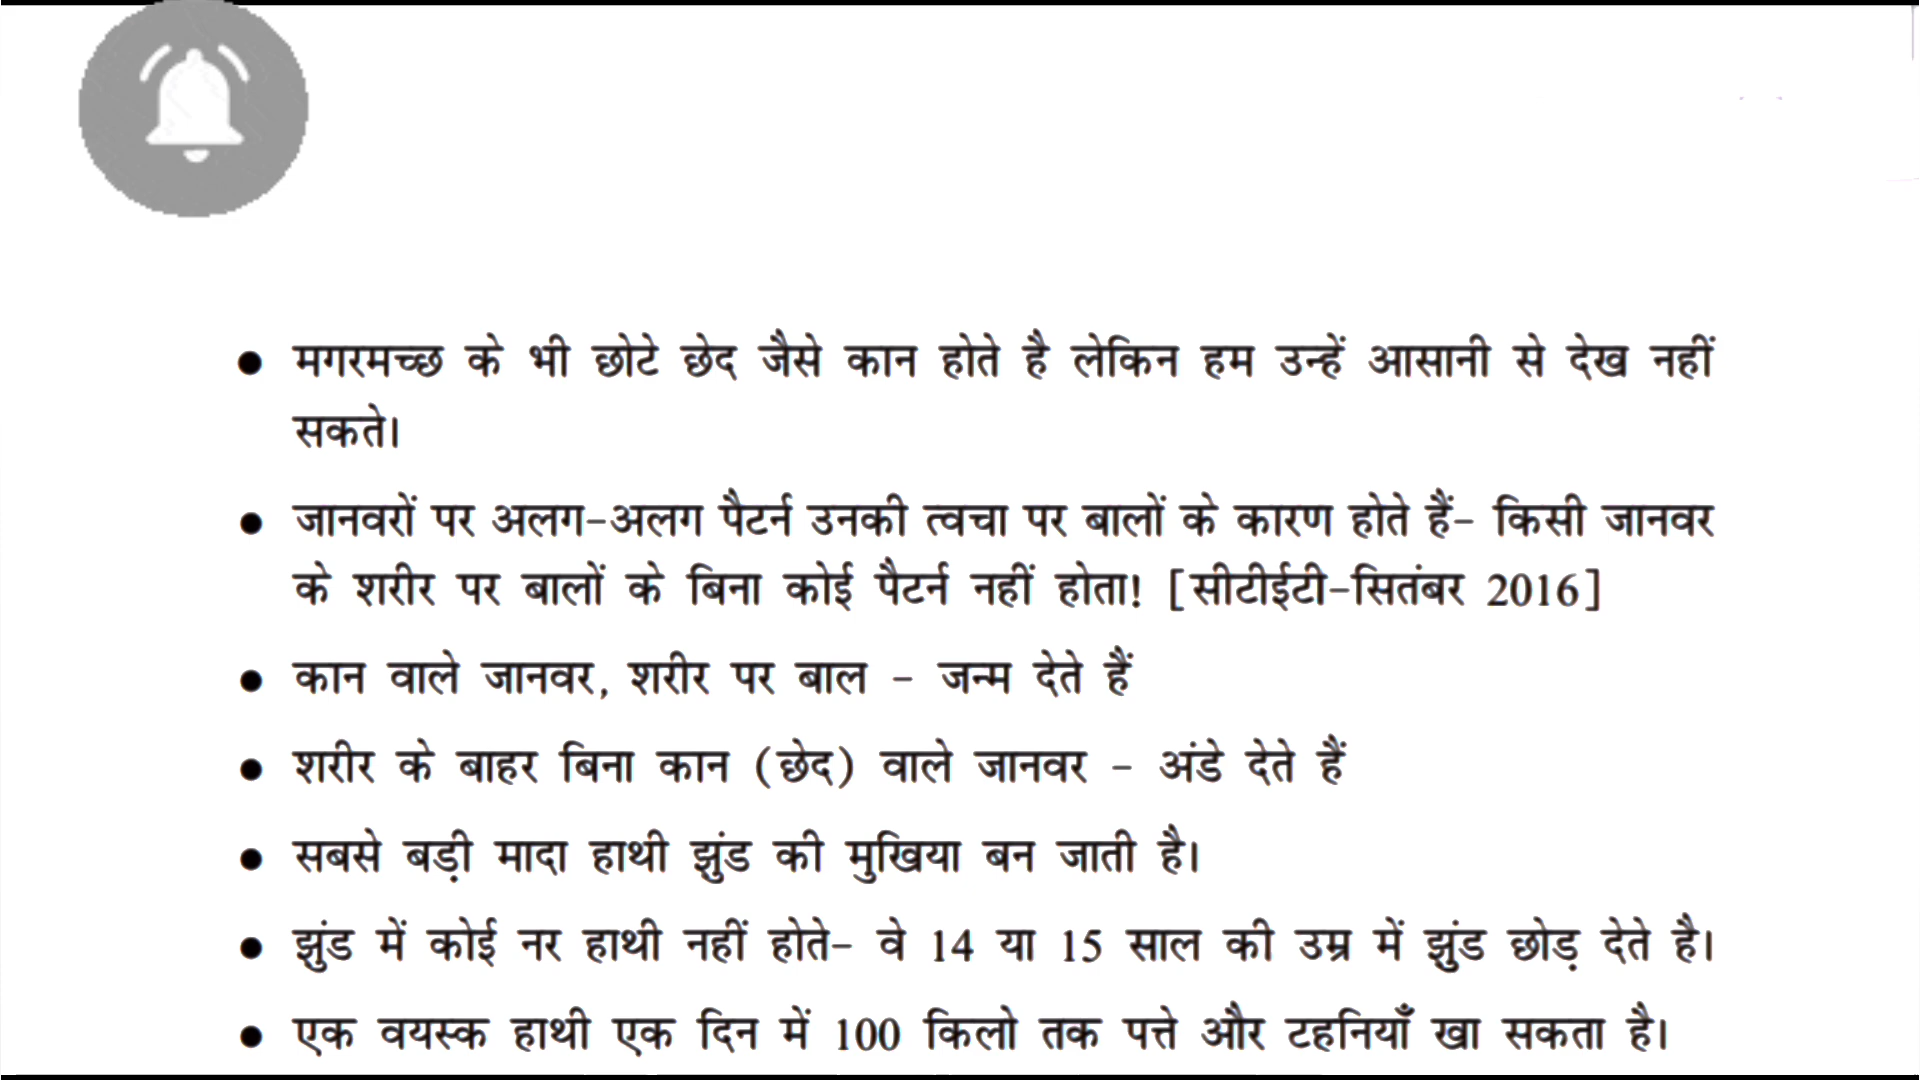 • मगरमच्छ के भी छोटे छेद जैसे कान होते है लेकिन हम उन्हें आसानी से देख नहीं
सकते।
• जानवरों पर अलग-अलग पैटर्न उनकी त्वचा पर बालों के कारण होते हैं- किसी जानवर
के शरीर पर बालों के बिना कोई पैटर्न नहीं होता! [सीटीईटी-सितंबर 2016]
• कान वाले जानवर, शरीर पर बाल - जन्म देते हैं
• शरीर के बाहर बिना कान (छेद) वाले जानवर - अंडे देते हैं
• सबसे बड़ी मादा हाथी झुंड की मुखिया बन जाती है।
• झुंड में कोई नर हाथी नहीं होते- वे 14 या 15 साल की उम्र में झुंड छोड़ देते है।
• एक वयस्क हाथी एक दिन में 100 किलो तक पत्ते और टहनियाँ खा सकता है।